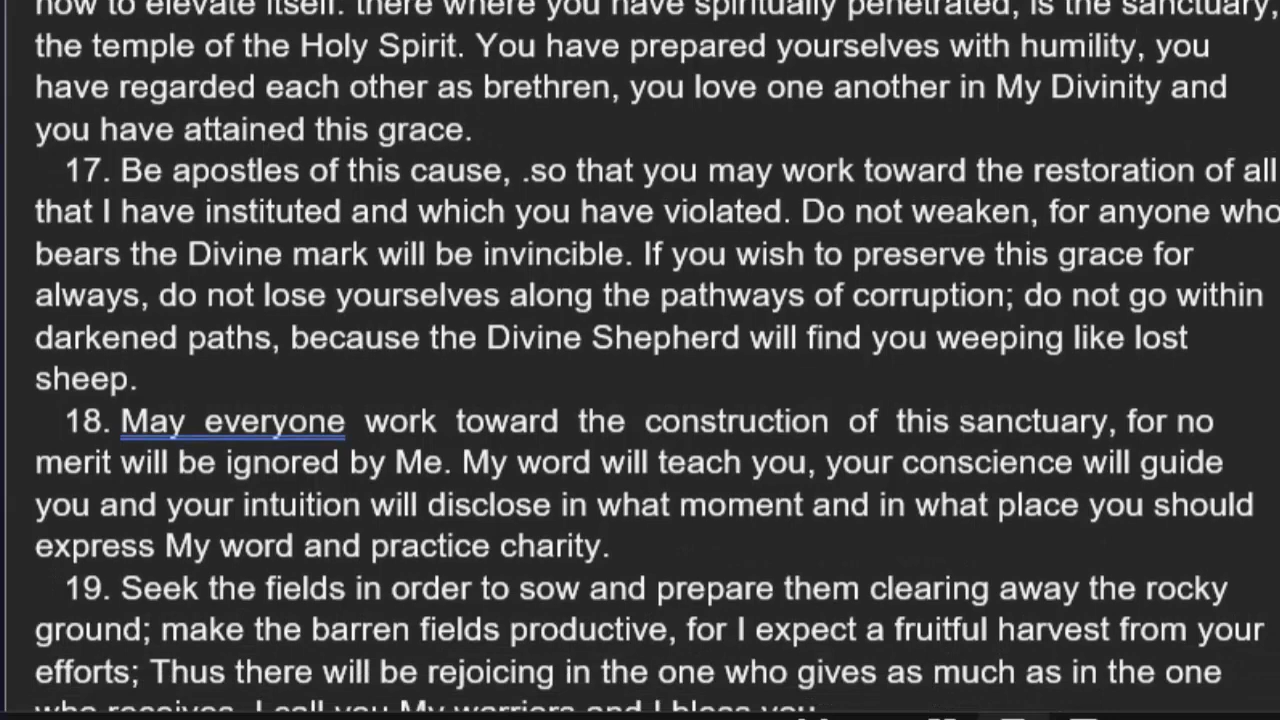 how to elevate itself. there where you have spiritually penetrated, is the sanctuary,
the temple of the Holy Spirit. You have prepared yourselves with humility, you
have regarded each other as brethren, you love one another in My Divinity and
you have attained this grace.
17. Be apostles of this cause, .so that you may work toward the restoration of all
that I have instituted and which you have violated. Do not weaken, for anyone who
bears the Divine mark will be invincible. If you wish to preserve this grace for
always, do not lose yourselves along the pathways of corruption; do not go within
darkened paths, because the Divine Shepherd will find you weeping like lost
sheep.
18. May everyone work toward the construction of this sanctuary, for no
merit will be ignored by Me. My word will teach you, your conscience will guide
you and your intuition will disclose in what moment and in what place you should
express My word and practice charity.
19. Seek the fields in order to sow and prepare them clearing away the rocky
ground; make the barren fields productive, for I expect a fruitful harvest from your
efforts; Thus there will be rejoicing in the one who gives as much as in the one
who receives. I call you My warriors and I bless you.